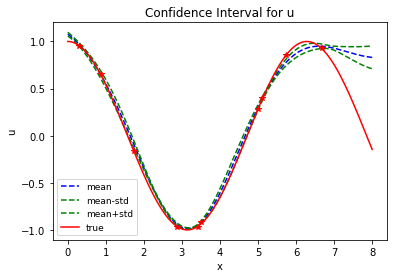 Confidence Interval for u
u
1.0
0.5
0.0
−0.5
−1.0
mean
mean-std
mean+std
true
0 1 2 3 4 5 6 7 8
x